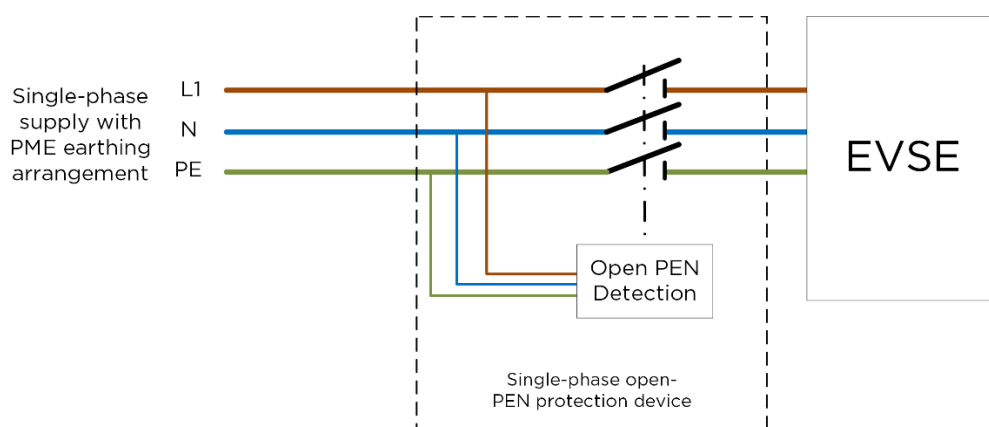 Single-phase
supply with
PME earthing
arrangement
L1
N
PE
EVSE
Open PEN
Detection
Single-phase open-
PEN protection device